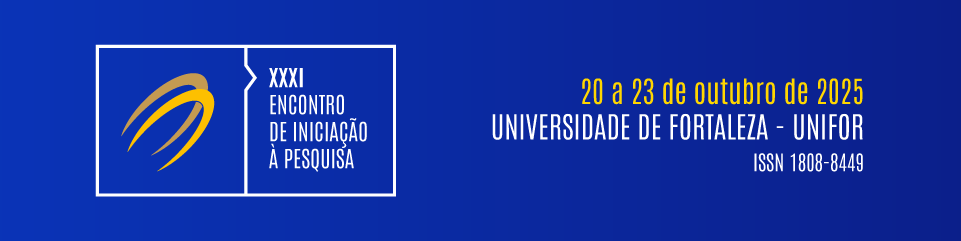 XXXI
ENCONTRO
DE INICIAÇÃO
À PESQUISA
20 a 23 de outubro de 2025
UNIVERSIDADE DE FORTALEZA - UNIFOR
ISSN 1808-8449